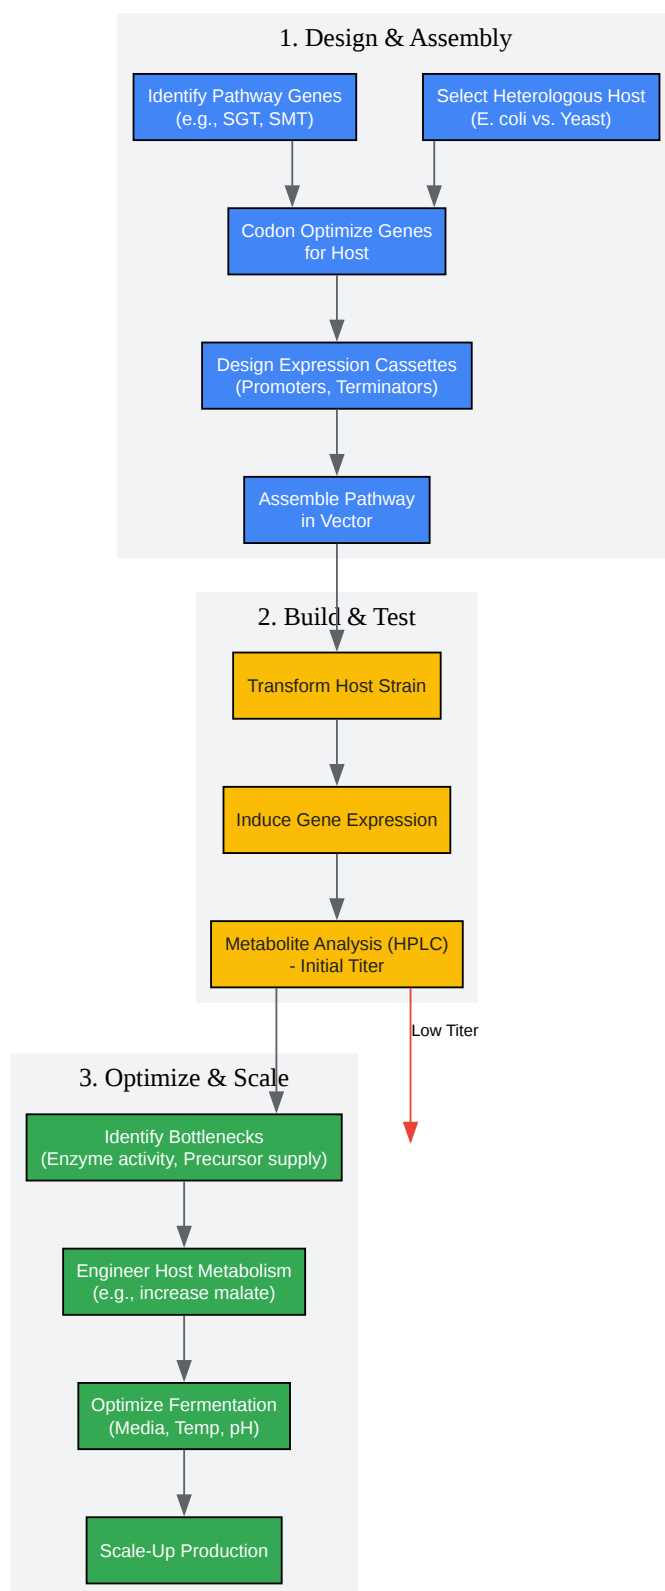 1. Design & Assembly
Identify Pathway Genes
(e.g., SGT, SMT)
Select Heterologous Host
(E. coli vs. Yeast)
Codon Optimize Genes
for Host
Design Expression Cassettes
(Promoters, Terminators)
Assemble Pathway
in Vector
2. Build & Test
Transform Host Strain
Induce Gene Expression
Metabolite Analysis (HPLC)
- Initial Titer
Low Titer
3. Optimize & Scale
Identify Bottlenecks
(Enzyme activity, Precursor supply)
Engineer Host Metabolism
(e.g., increase malate)
Optimize Fermentation
(Media, Temp, pH)
Scale-Up Production